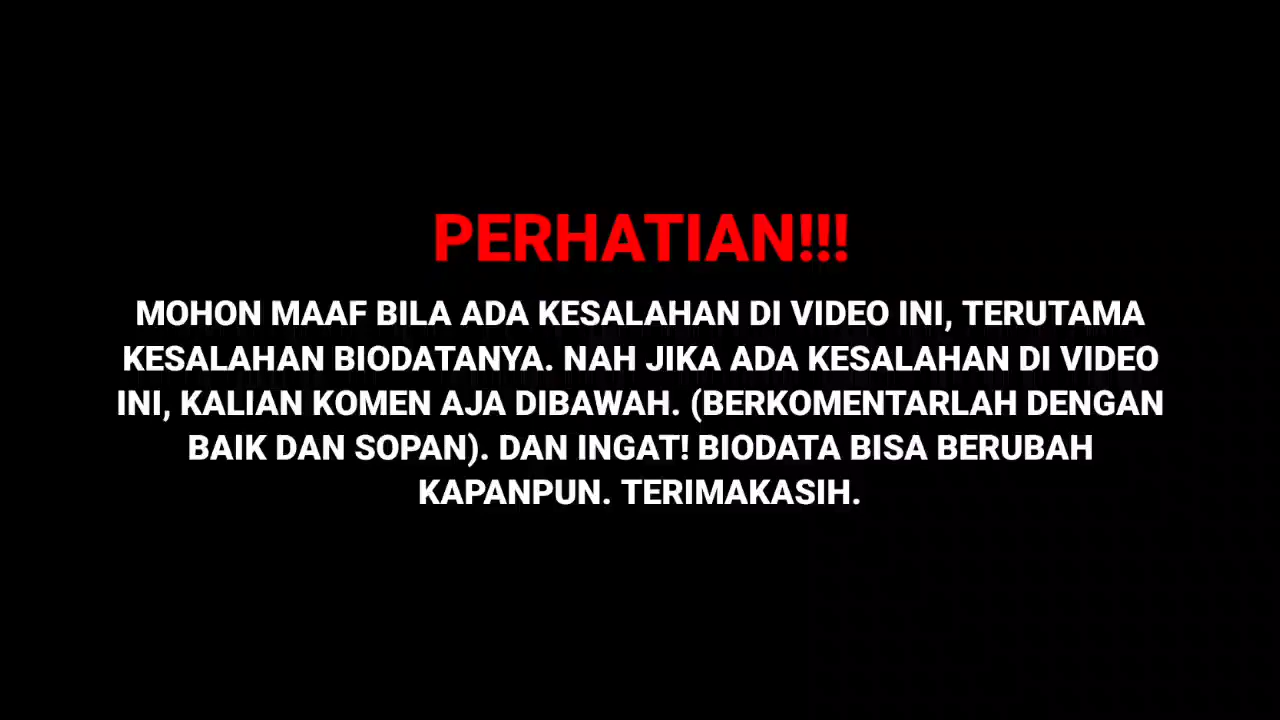 PERHATIAN!!!
MOHON MAAF BILA ADA KESALAHAN DI VIDEO INI, TERUTAMA
KESALAHAN BIODATANYA. NAH JIKA ADA KESALAHAN DI VIDEO
INI, KALIAN KOMEN AJA DIBAWAH. (BERKOMENTARLAH DENGAN
BAIK DAN SOPAN). DAN INGAT! BIODATA BISA BERUBAH
KAPANPUN. TERIMAKASIH.